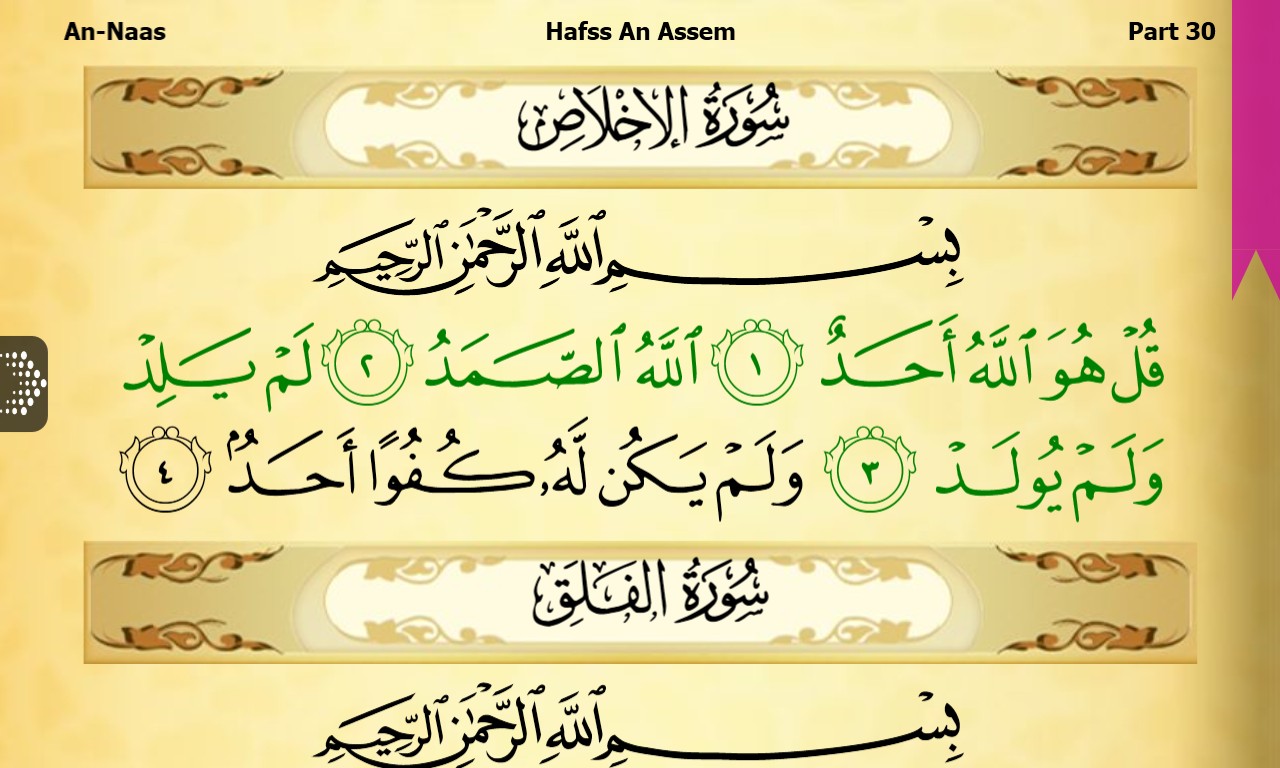 An-Naas Hafss An Assem Part 30
سُورَةُ الإِخْلَاصِ
بِسْمِ ٱللَّهِ ٱلرَّحْمَٰنِ ٱلرَّحِيمِ
قُلْ هُوَ ٱللَّهُ أَحَدٌ ١ ٱللَّهُ ٱلصَّمَدُ ٢ لَمْ يَلِدْ
وَلَمْ يُولَدْ ٣ وَلَمْ يَكُن لَّهُۥ كُفُوًا أَحَدٌۢ ٤
سُورَةُ الفَلَقِ
بِسْمِ ٱللَّهِ ٱلرَّحْمَٰنِ ٱلرَّحِيمِ